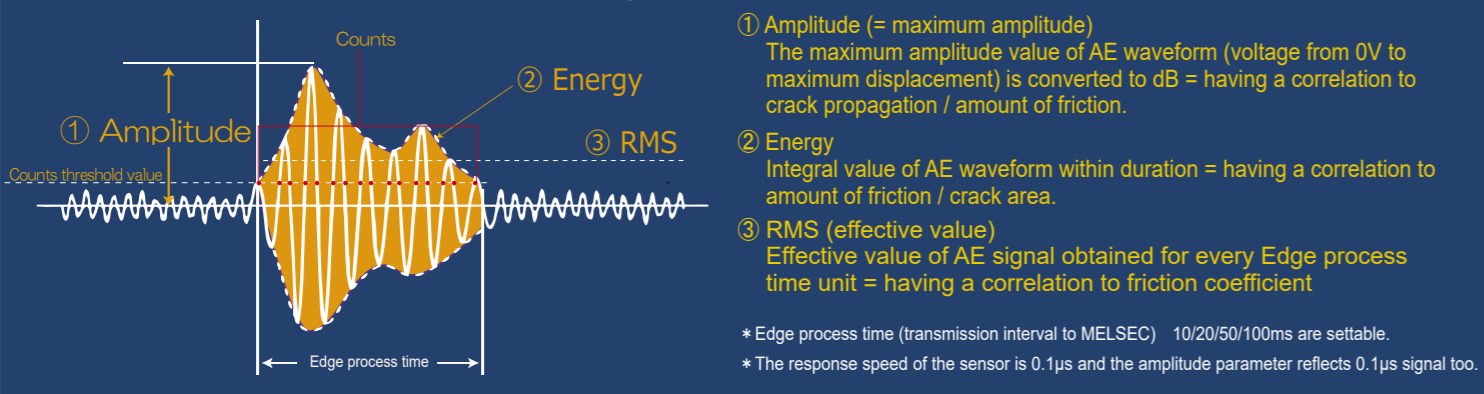 Counts
② Energy
① Amplitude
③ RMS
Counts threshold value
Edge process time
① Amplitude (= maximum amplitude)
The maximum amplitude value of AE waveform (voltage from 0V to
maximum displacement) is converted to dB = having a correlation to
crack propagation / amount of friction.
② Energy
Integral value of AE waveform within duration = having a correlation to
amount of friction / crack area.
③ RMS (effective value)
Effective value of AE signal obtained for every Edge process
time unit = having a correlation to friction coefficient
* Edge process time (transmission interval to MELSEC) 10/20/50/100ms are settable.
* The response speed of the sensor is 0.1μs and the amplitude parameter reflects 0.1μs signal too.